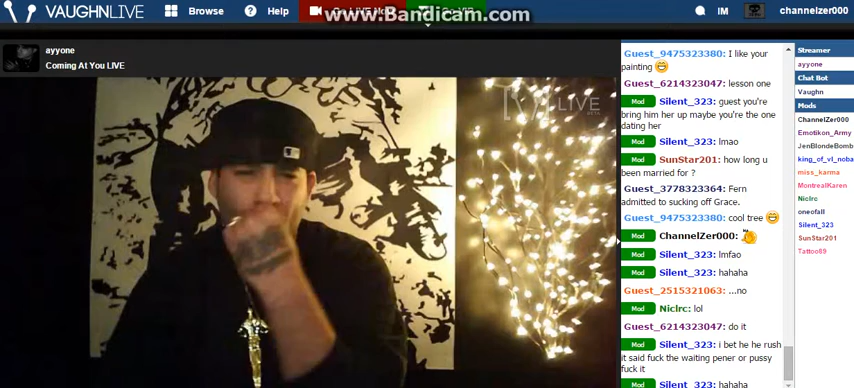 VAUGHNLIVE Browse Help www.Bandicam.com IM channelzer000
ayyone
Coming At You LIVE
LIVE
Guest_9475323380: I like your
painting
Guest_6214323047: lesson one
Mod Silent_323: guest you're
bring him her up maybe you're the one
dating her
Mod Silent_323: lmao
Mod SunStar201: how long u
been married for ?
Guest_3778323364: Fern
admitted to sucking off Grace.
Guest_9475323380: cool tree
Mod ChannelZer000:
Mod Silent_323: lmfao
Mod Silent_323: hahaha
Guest_2515321063: ...no
Mod Niclrc: lol
Guest_6214323047: do it
Mod Silent_323: i bet he he rush
it said fuck the waiting pener or pussy
fuck it
Mod Silent_323: hahaha
Streamer
ayyone
Chat Bot
Vaughn
Mods
ChannelZer000
Emotikon_Army
JenBlondeBomb
king_of_vl_noba
miss_karma
MontrealKaren
Niclrc
oneofall
Silent_323
SunStar201
Tattoo89